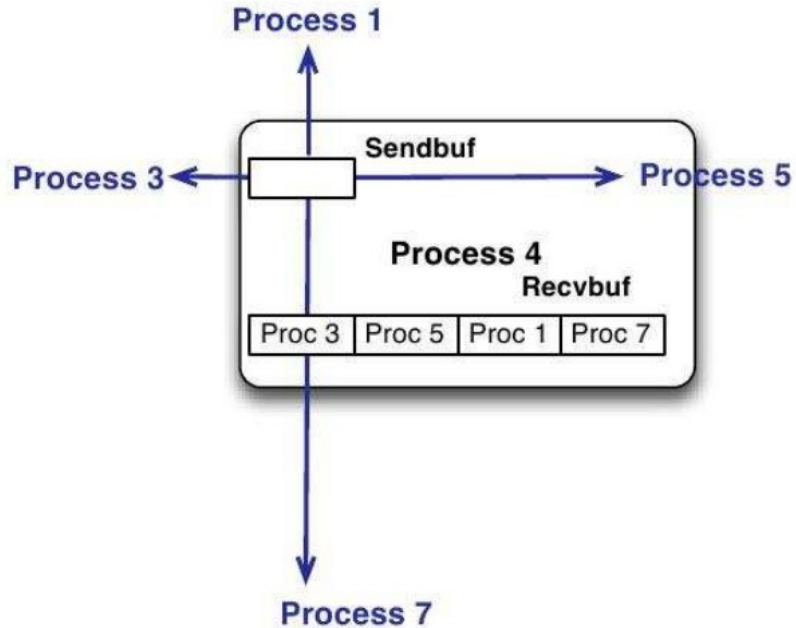 Process 1
Sendbuf
Process 3
Process 5
Process 4
Recvbuf
Proc 3 Proc 5 Proc 1 Proc 7
Process 7